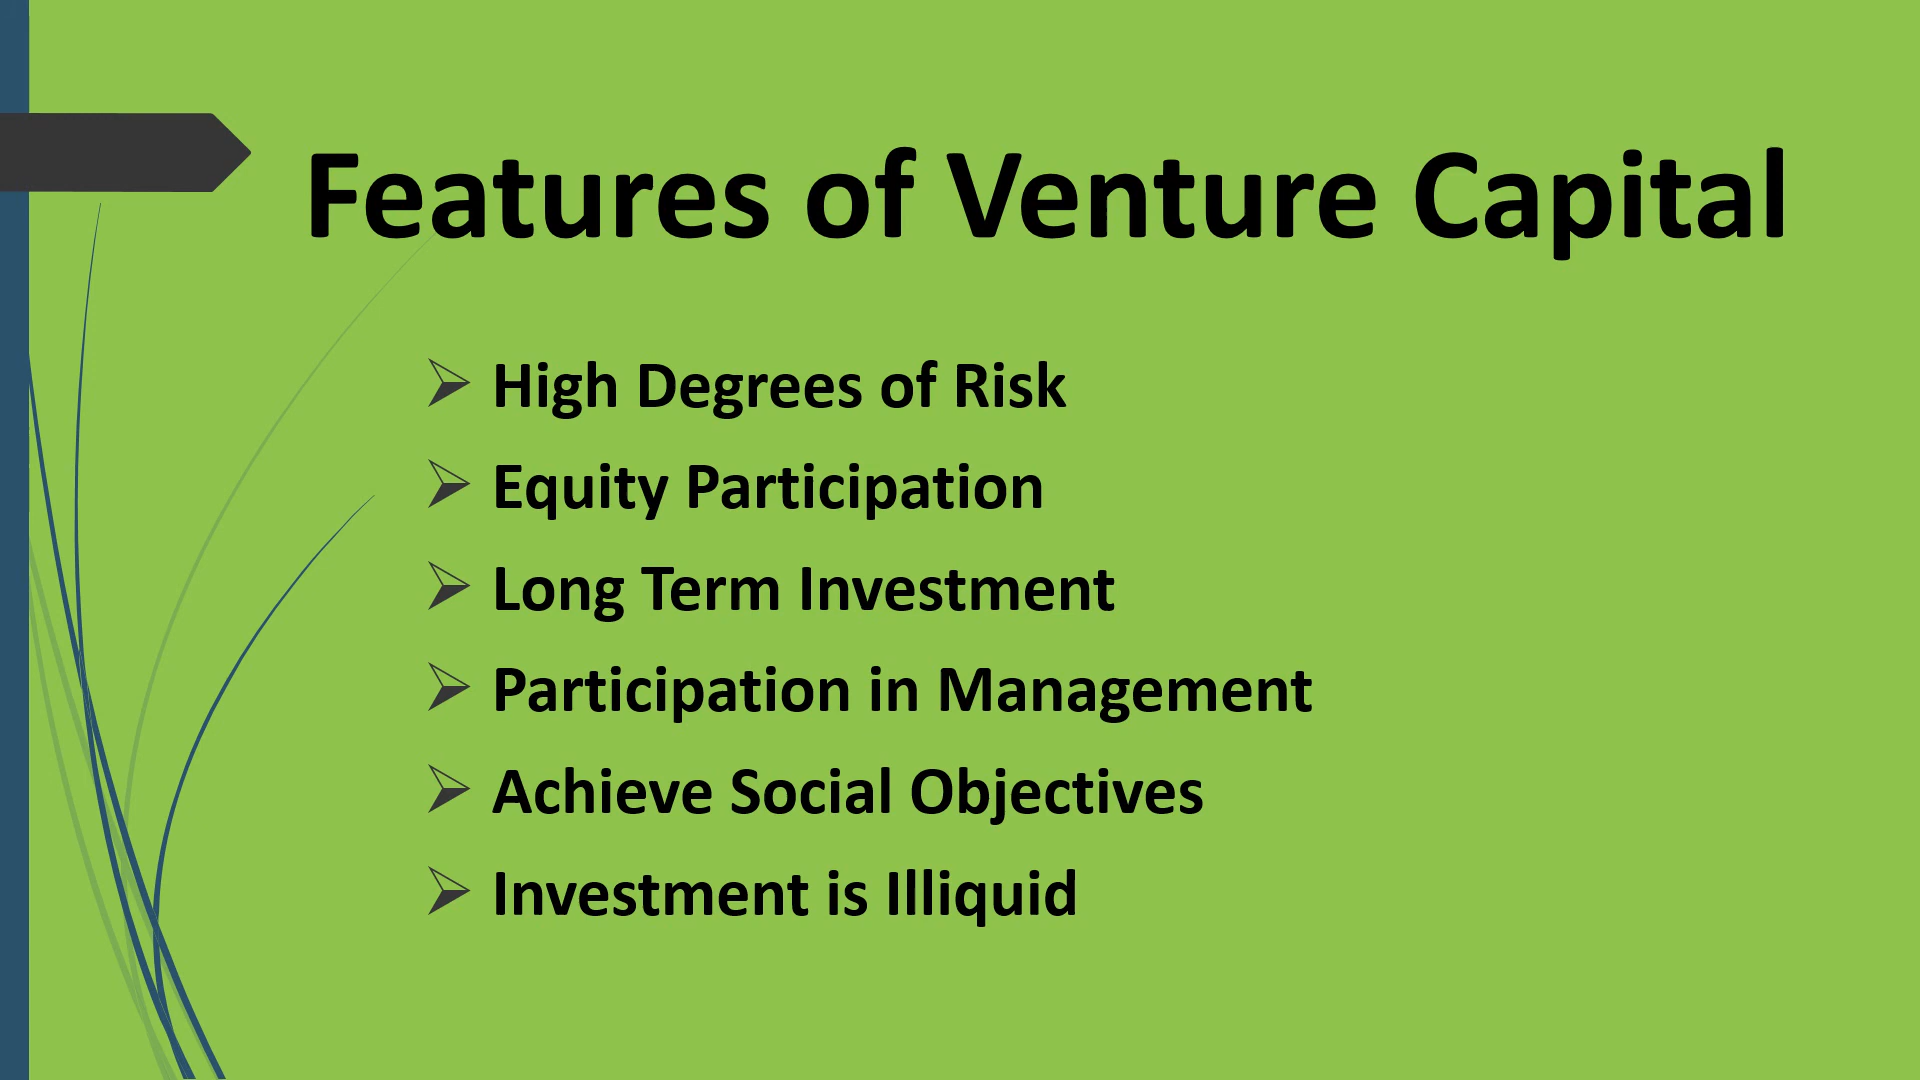 Features of Venture Capital
High Degrees of Risk
Equity Participation
Long Term Investment
Participation in Management
Achieve Social Objectives
Investment is Illiquid